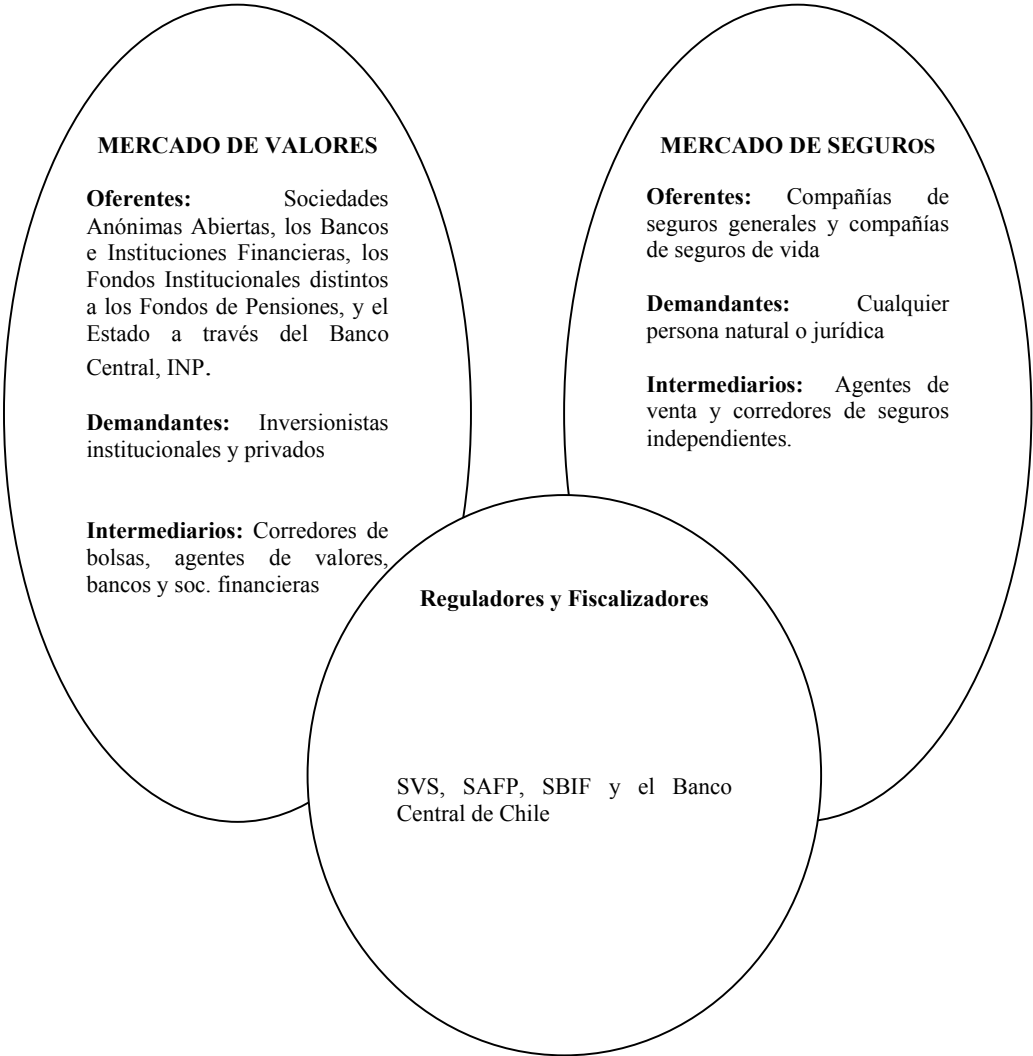 MERCADO DE VALORES
Oferentes: Sociedades
Anónimas Abiertas, los Bancos
e Instituciones Financieras, los
Fondos Institucionales distintos
a los Fondos de Pensiones, y el
Estado a través del Banco
Central, INP.
Demandantes: Inversionistas
institucionales y privados
Intermediarios: Corredores de
bolsas, agentes de valores,
bancos y soc. financieras
MERCADO DE SEGUROS
Oferentes: Compañías de
seguros generales y compañías
de seguros de vida
Demandantes: Cualquier
persona natural o jurídica
Intermediarios: Agentes de
venta y corredores de seguros
independientes.
Reguladores y Fiscalizadores
SVS, SAFP, SBIF y el Banco
Central de Chile